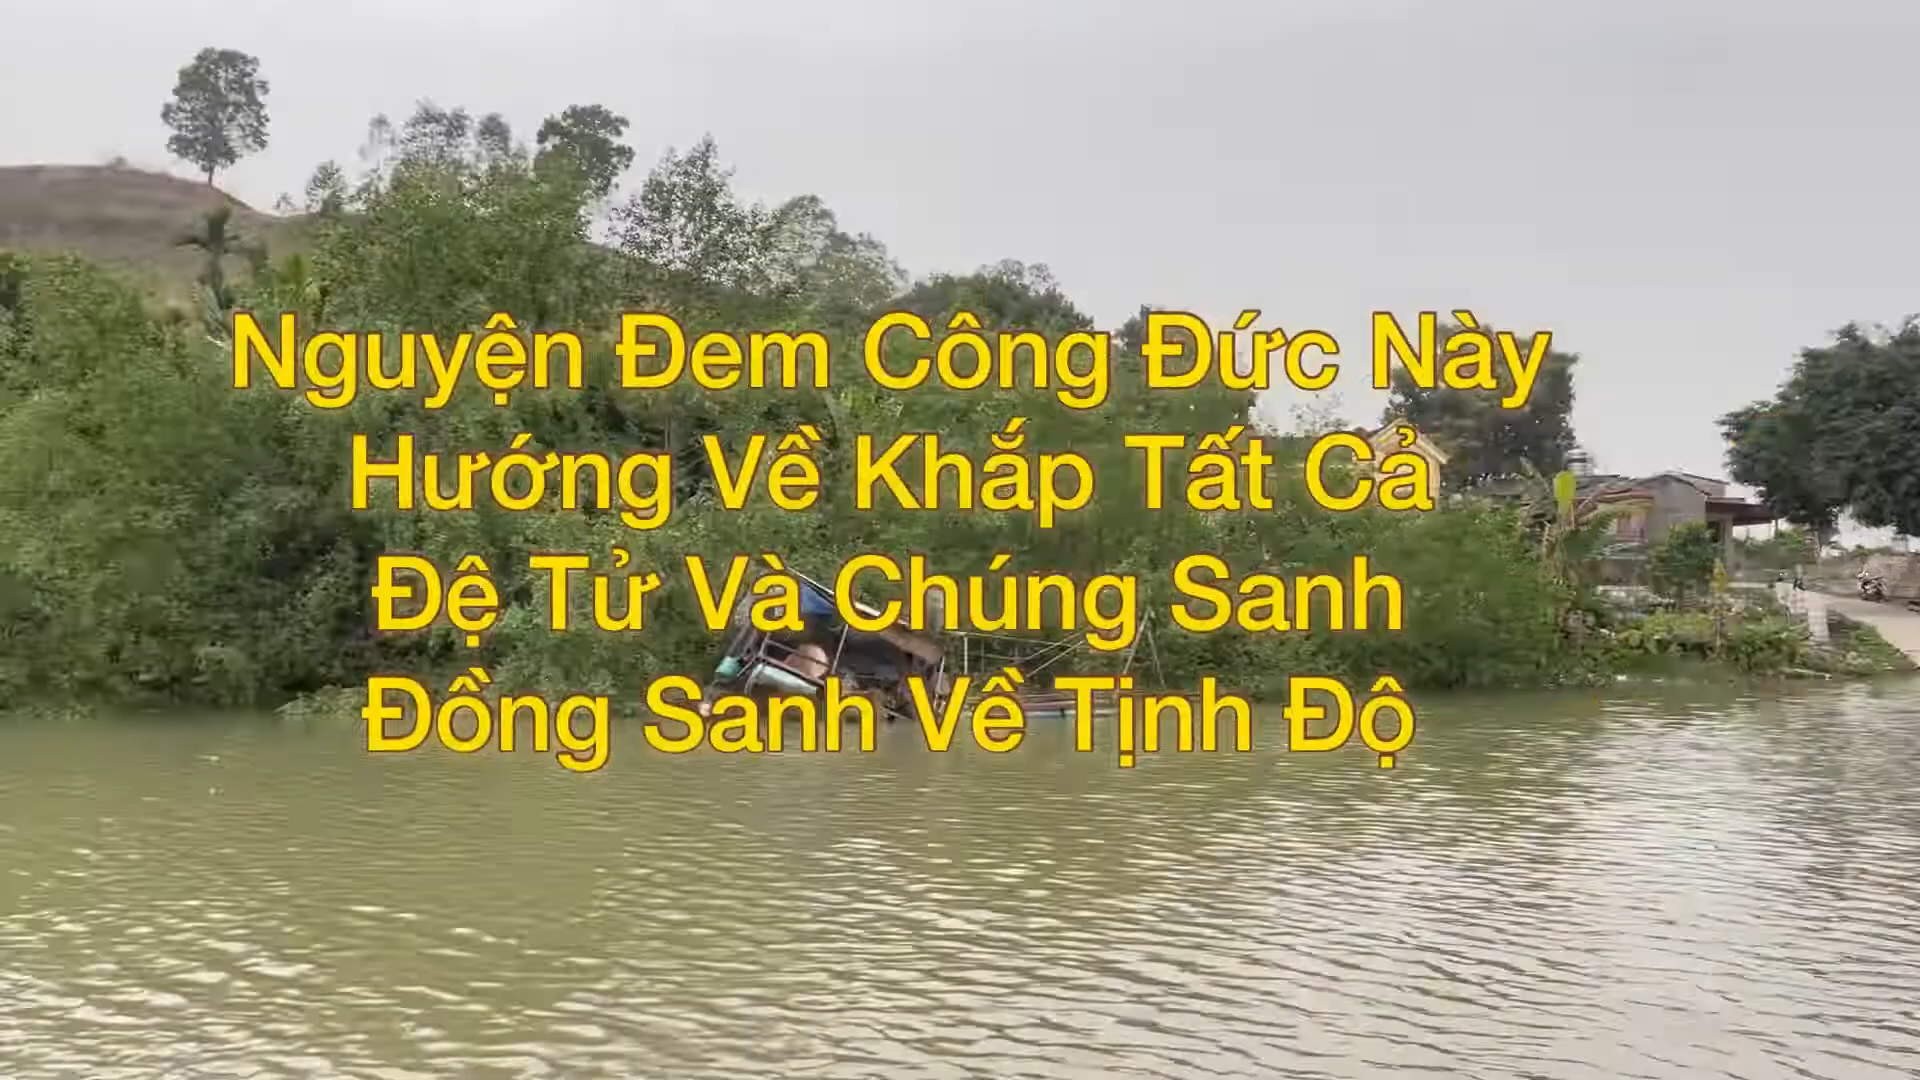 Nguyện Đem Công Đức Này
Hướng Về Khắp Tất Cả
Đệ Tử Và Chúng Sanh
Đồng Sanh Về Tịnh Độ